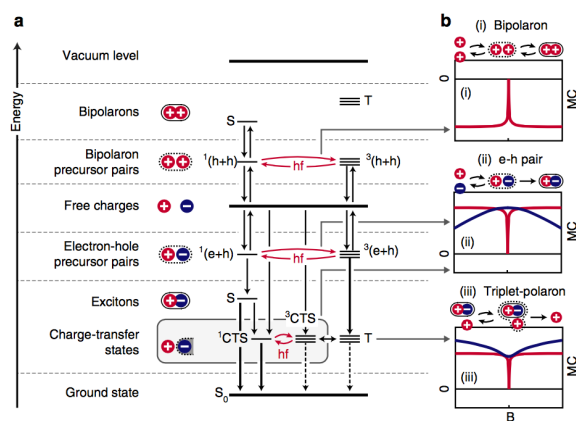 a
Energy
Vacuum level
Bipolarons
S
T
Bipolaron
precursor pairs
1(h+h)
hf
3(h+h)
Free charges
Electron-hole
precursor pairs
1(e+h)
hf
3(e+h)
Excitons
S
Charge-transfer
states
1CTS
hf
3CTS
T
Ground state
S0
b
(i) Bipolaron
0
(i)
MC
(ii) e-h pair
0
(ii)
MC
(iii) Triplet-polaron
0
(iii)
MC
B